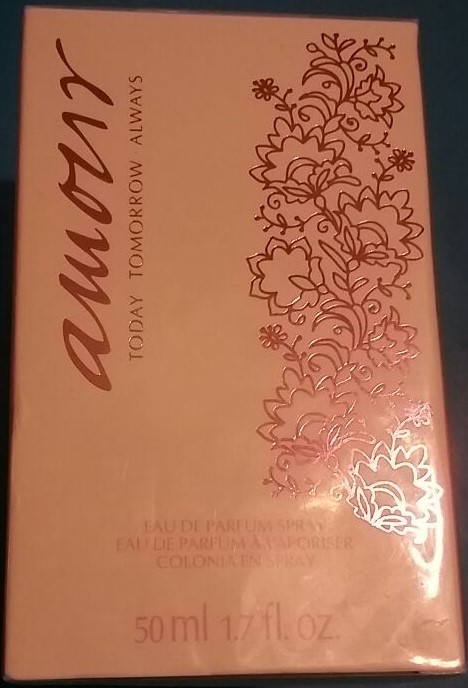 amour
TODAY TOMORROW ALWAYS
EAU DE PARFUM SPRAY
EAU DE PARFUM À VAPORISER
COLONIA EN SPRAY
50 ml 1.7 fl. oz.